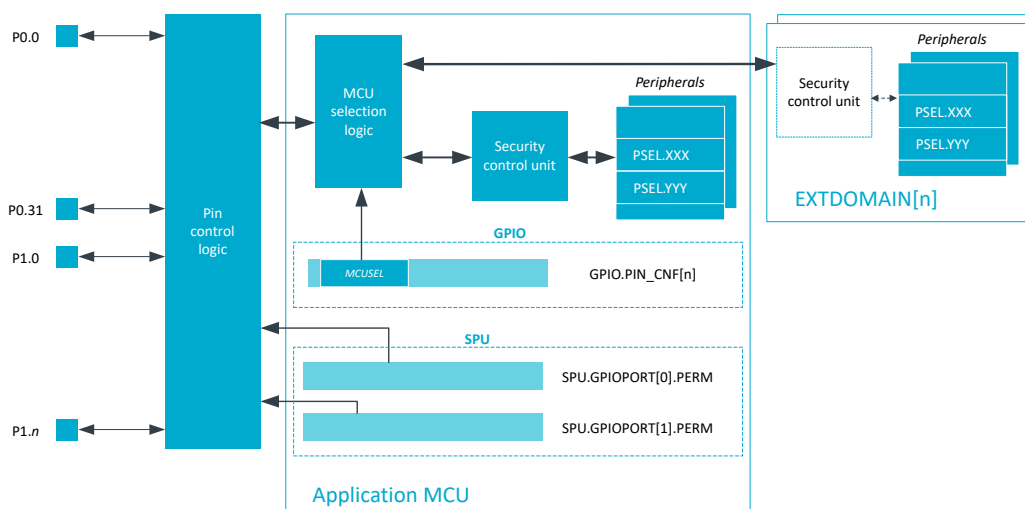 P0.0
P0.31
P1.0
P1.n
Pin
control
logic
MCU
selection
logic
Security
control unit
Peripherals
PSEL.XXX
PSEL.YYY
GPIO
MCUSEL
GPIO.PIN_CNF[n]
SPU
SPU.GPIOPORT[0].PERM
SPU.GPIOPORT[1].PERM
Application MCU
Peripherals
Security
control unit
PSEL.XXX
PSEL.YYY
EXTDOMAIN[n]